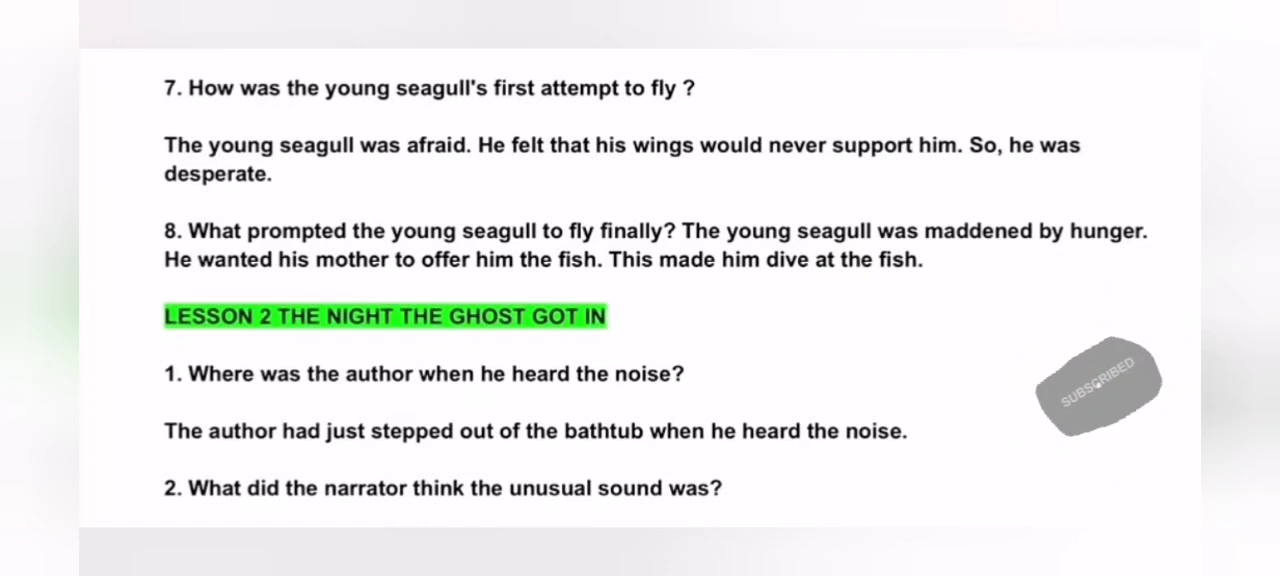 7. How was the young seagull's first attempt to fly ?
The young seagull was afraid. He felt that his wings would never support him. So, he was
desperate.
8. What prompted the young seagull to fly finally? The young seagull was maddened by hunger.
He wanted his mother to offer him the fish. This made him dive at the fish.
LESSON 2 THE NIGHT THE GHOST GOT IN
1. Where was the author when he heard the noise?
The author had just stepped out of the bathtub when he heard the noise.
SUBSCRIBED
2. What did the narrator think the unusual sound was?